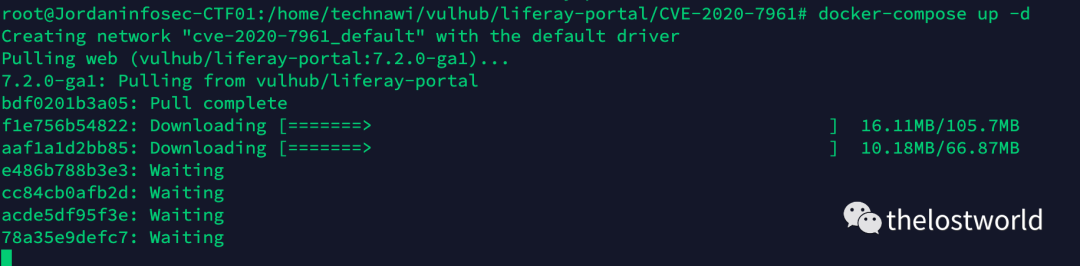 root@Jordaninfosec-CTF01:/home/technawi/vulhub/liferay-portal/CVE-2020-7961# docker-compose up -d
Creating network "cve-2020-7961_default" with the default driver
Pulling web (vulhub/liferay-portal:7.2.0-ga1)...
7.2.0-ga1: Pulling from vulhub/liferay-portal
bdf0201b3a05: Pull complete
f1e756b54822: Downloading [=======>                                           ]  16.11MB/105.7MB
aaf1a1d2bb85: Downloading [=======>                                           ]  10.18MB/66.87MB
e486b788b3e3: Waiting
cc84cb0afb2d: Waiting
acde5df95f3e: Waiting
78a35e9defc7: Waiting
thelostworld